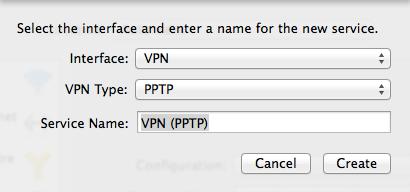 Select the interface and enter a name for the new service.
Interface: VPN
VPN Type: PPTP
Service Name: VPN (PPTP)
Configuration:
Cancel Create